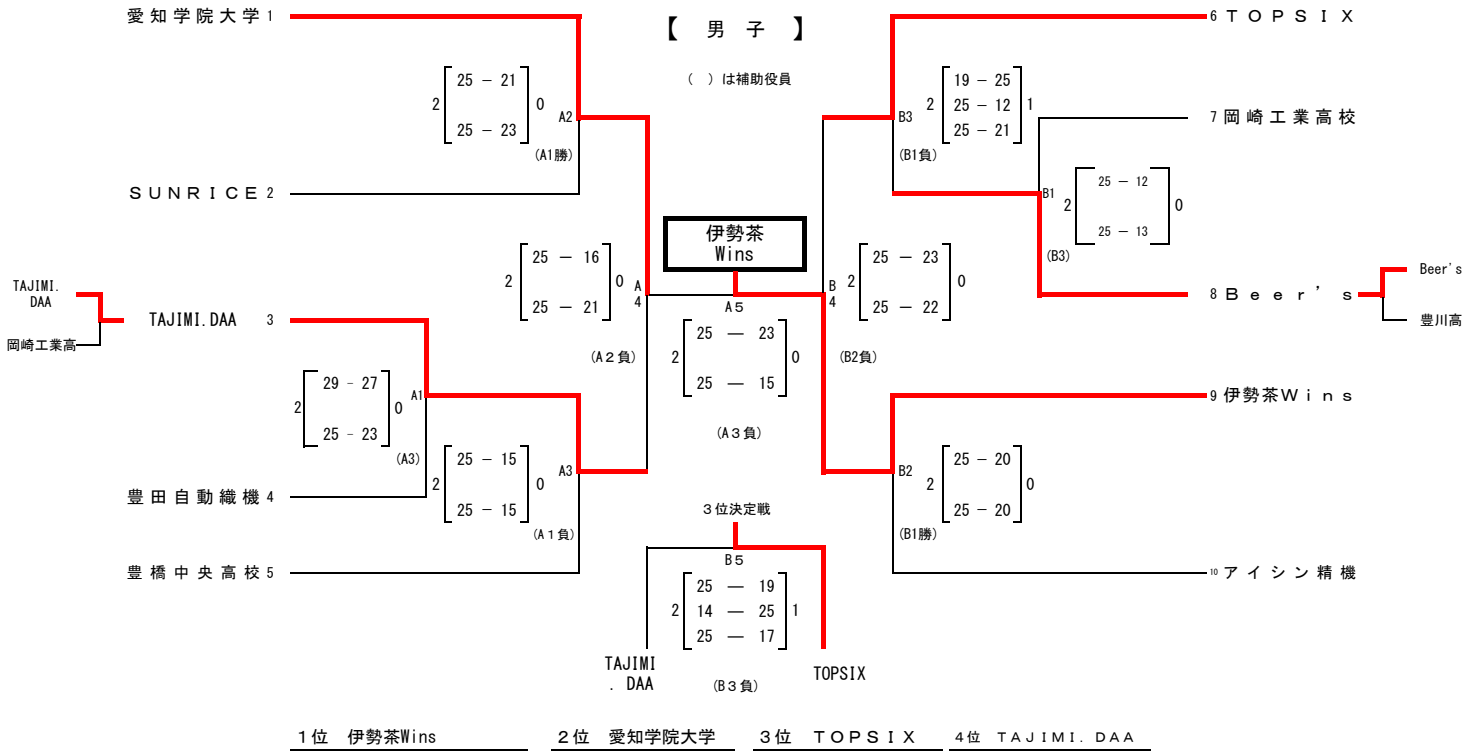 愛知学院大学 1
【 男 子 】
6 ＴＯＰＳＩＸ
( )は補助役員
2 25 － 21 0
25 － 23
A2
(A1勝)
B3
(B1負)
19 － 25
2 25 － 12 1
25 － 21
7 岡崎工業高校
ＳＵＮＲＩＣＥ 2
B1
(B3)
25 － 12
2 0
25 － 13
伊勢茶
Wins
25 － 16
2 0
25 － 21
A
4
(A２負)
B
4
(B2負)
25 － 23
2 0
25 － 22
TAJIMI.
DAA
岡崎工業高
TAJIMI.DAA 3
8 Ｂｅｅｒ’ｓ
Beer's
豊川高
A５
25 — 23
2 0
25 — 15
(A３負)
29 - 27
2 0
25 - 23
A1
(A3)
9 伊勢茶Ｗｉｎｓ
25 － 15
2 0
25 － 15
A3
(A１負)
B2
(B1勝)
25 － 20
2 0
25 － 20
豊田自動織機 4
３位決定戦
豊橋中央高校 5
10 アイシン精機
B５
25 — 19
2 14 — 25 1
25 — 17
TAJIMI
. DAA
(B３負)
TOPSIX
１位 伊勢茶Wins
２位 愛知学院大学
３位 ＴＯＰＳＩＸ
４位 ＴＡＪＩＭＩ．ＤＡＡ